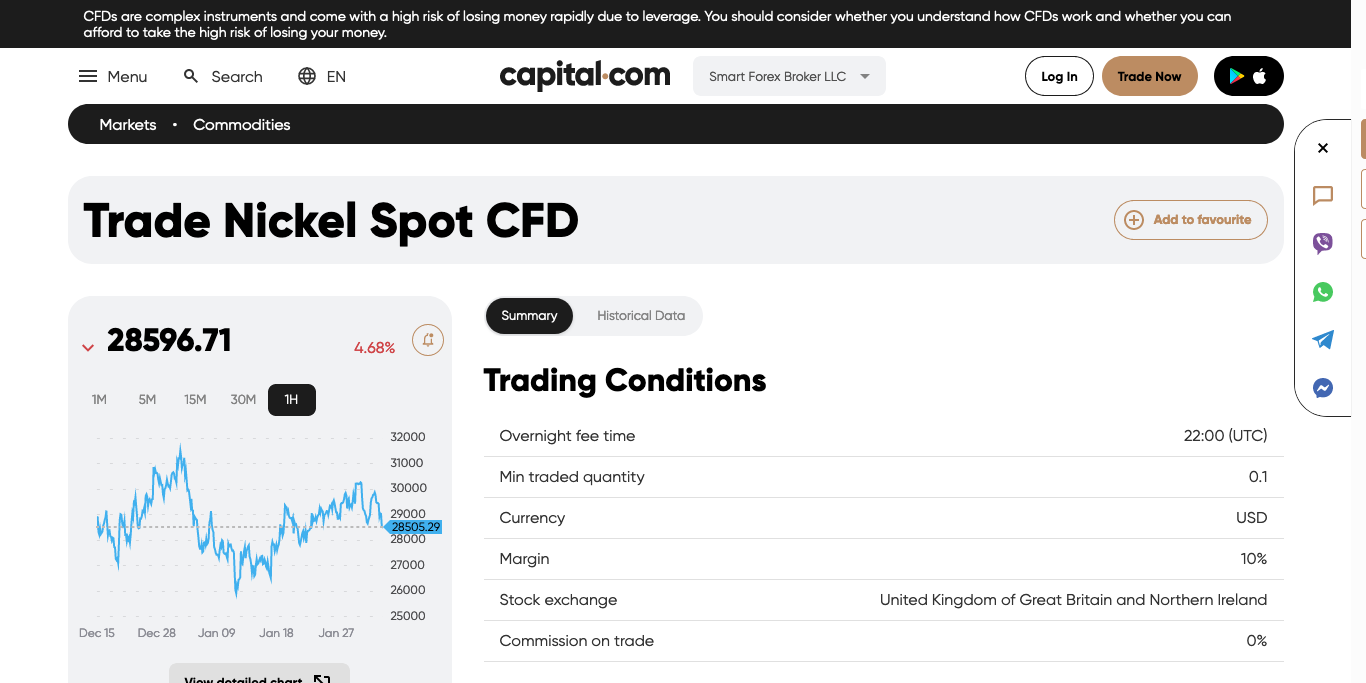 CFDs are complex instruments and come with a high risk of losing money rapidly due to leverage. You should consider whether you understand how CFDs work and whether you can
afford to take the high risk of losing your money.
Menu
Search
EN
capital.com
Smart Forex Broker LLC
Log In
Trade Now
Markets • Commodities
Trade Nickel Spot CFD
Add to favourite
28596.71
4.68%
1M 5M 15M 30M 1H
32000
31000
30000
29000
28505.29
28000
27000
26000
25000
Dec 15 Dec 28 Jan 09 Jan 18 Jan 27
View detailed chart
Summary Historical Data
Trading Conditions
Overnight fee time 22:00 (UTC)
Min traded quantity 0.1
Currency USD
Margin 10%
Stock exchange United Kingdom of Great Britain and Northern Ireland
Commission on trade 0%